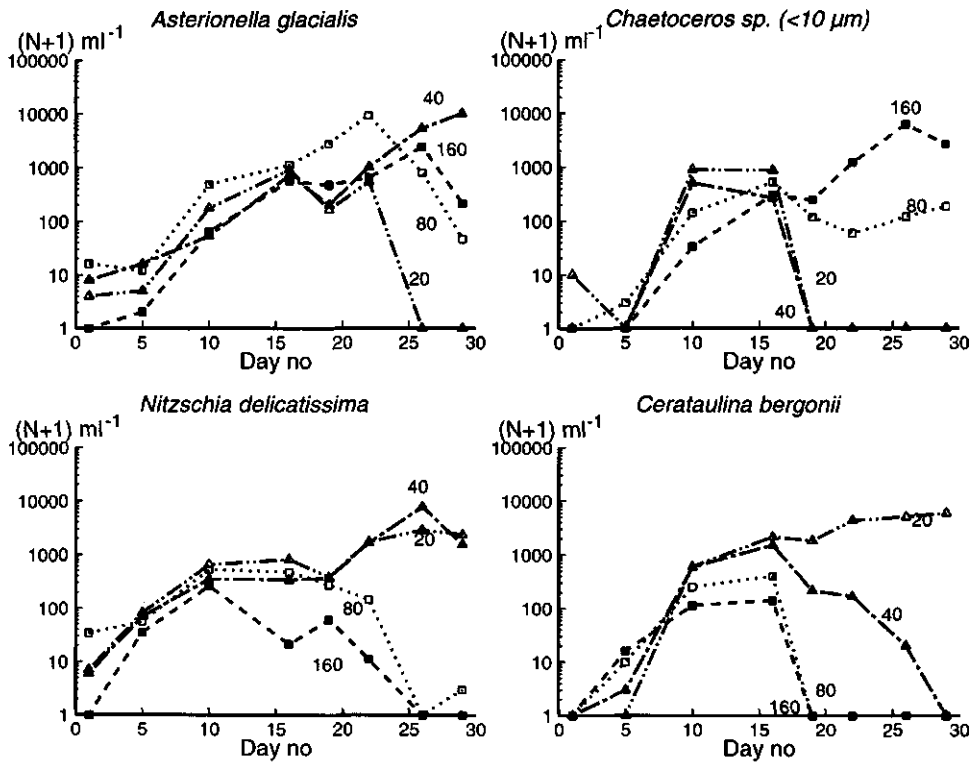 Asterionella glacialis
(N+1) ml⁻¹
100000
10000
1000
100
10
1
0 5 10 15 20 25 30
Day no
40
160
80
20
Chaetoceros sp. (<10 µm)
(N+1) ml⁻¹
100000
10000
1000
100
10
1
0 5 10 15 20 25 30
Day no
160
80
20
40
Nitzschia delicatissima
(N+1) ml⁻¹
100000
10000
1000
100
10
1
0 5 10 15 20 25 30
Day no
40
20
80
160
Cerataulina bergonii
(N+1) ml⁻¹
100000
10000
1000
100
10
1
0 5 10 15 20 25 30
Day no
20
40
80
160